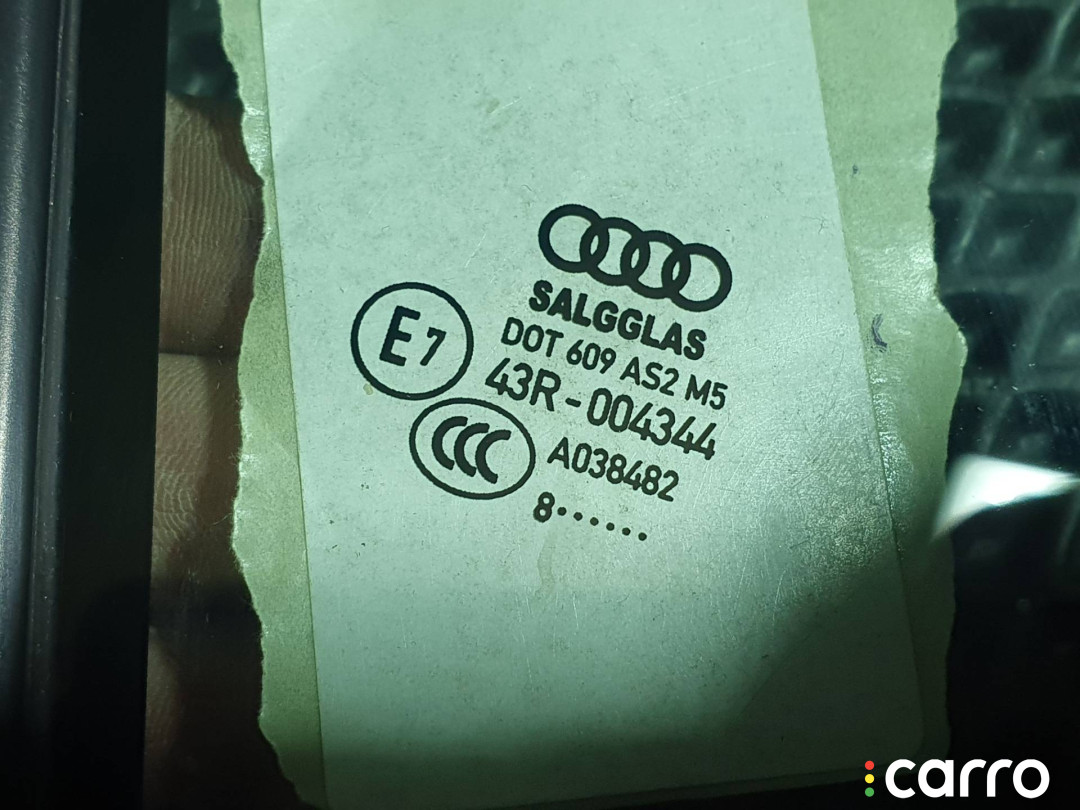 SALGGLAS
E7
DOT 609 AS2 M5
43R-004344
CCC
A038482
8······
carro